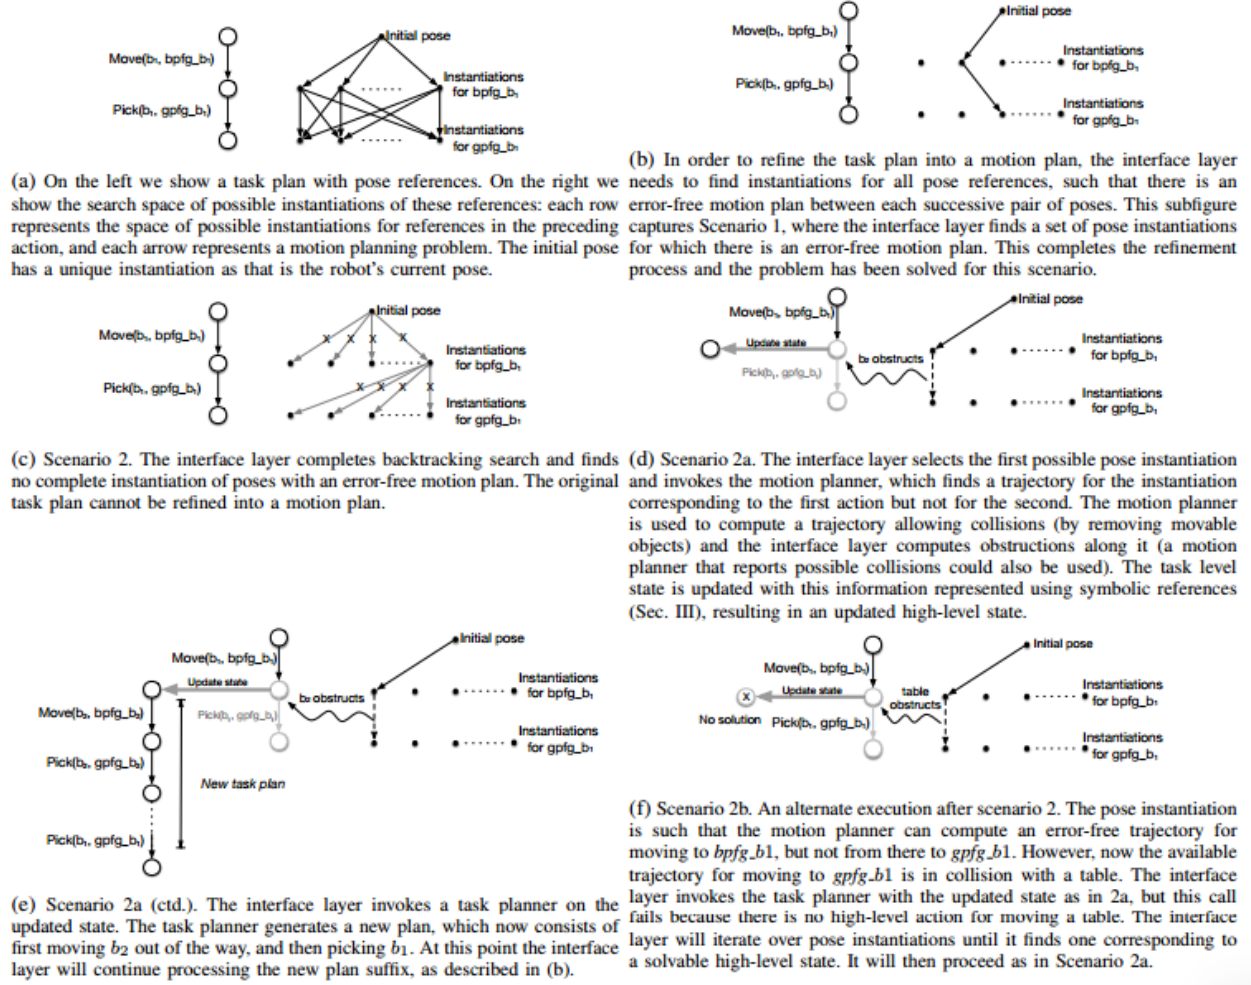 Initial pose
Move(b₁, bpfg_b₁)
Instantiations
for bpfg_b₁
Pick(b₁, gpfg_b₁)
Instantiations
for gpfg_b₁
(a) On the left we show a task plan with pose references. On the right we
show the search space of possible instantiations of these references: each row
represents the space of possible instantiations for references in the preceding
action, and each arrow represents a motion planning problem. The initial pose
has a unique instantiation as that is the robot's current pose.
Initial pose
Move(b₁, bpfg_b₁)
Instantiations
for bpfg_b₁
Pick(b₁, gpfg_b₁)
Instantiations
for gpfg_b₁
(b) In order to refine the task plan into a motion plan, the interface layer
needs to find instantiations for all pose references, such that there is an
error-free motion plan between each successive pair of poses. This subfigure
captures Scenario 1, where the interface layer finds a set of pose instantiations
for which there is an error-free motion plan. This completes the refinement
process and the problem has been solved for this scenario.
Initial pose
Move(b₁, bpfg_b₁)
x x x x
Instantiations
for bpfg_b₁
Pick(b₁, gpfg_b₁)
x x x x
Instantiations
for gpfg_b₁
(c) Scenario 2. The interface layer completes backtracking search and finds
no complete instantiation of poses with an error-free motion plan. The original
task plan cannot be refined into a motion plan.
Initial pose
Move(b₁, bpfg_b₁)
Update state
b₂ obstructs
Instantiations
for bpfg_b₁
Pick(b₁, gpfg_b₁)
Instantiations
for gpfg_b₁
(d) Scenario 2a. The interface layer selects the first possible pose instantiation
and invokes the motion planner, which finds a trajectory for the instantiation
corresponding to the first action but not for the second. The motion planner
is used to compute a trajectory allowing collisions (by removing movable
objects) and the interface layer computes obstructions along it (a motion
planner that reports possible collisions could also be used). The task level
state is updated with this information represented using symbolic references
(Sec. III), resulting in an updated high-level state.
Initial pose
Move(b₁, bpfg_b₁)
Update state
b₂ obstructs
Instantiations
for bpfg_b₁
Move(b₂, bpfg_b₂)
Pick(b₁, gpfg_b₁)
Instantiations
for gpfg_b₁
Pick(b₂, gpfg_b₂)
New task plan
Pick(b₁, gpfg_b₁)
(e) Scenario 2a (ctd.). The interface layer invokes a task planner on the
updated state. The task planner generates a new plan, which now consists of
first moving b₂ out of the way, and then picking b₁. At this point the interface
layer will continue processing the new plan suffix, as described in (b).
Initial pose
Move(b₁, bpfg_b₁)
x
Update state
table
obstructs
Instantiations
for bpfg_b₁
No solution
Pick(b₁, gpfg_b₁)
Instantiations
for gpfg_b₁
(f) Scenario 2b. An alternate execution after scenario 2. The pose instantiation
is such that the motion planner can compute an error-free trajectory for
moving to bpfg_b1, but not from there to gpfg_b1. However, now the available
trajectory for moving to gpfg_b1 is in collision with a table. The interface
layer invokes the task planner with the updated state as in 2a, but this call
fails because there is no high-level action for moving a table. The interface
layer will iterate over pose instantiations until it finds one corresponding to
a solvable high-level state. It will then proceed as in Scenario 2a.